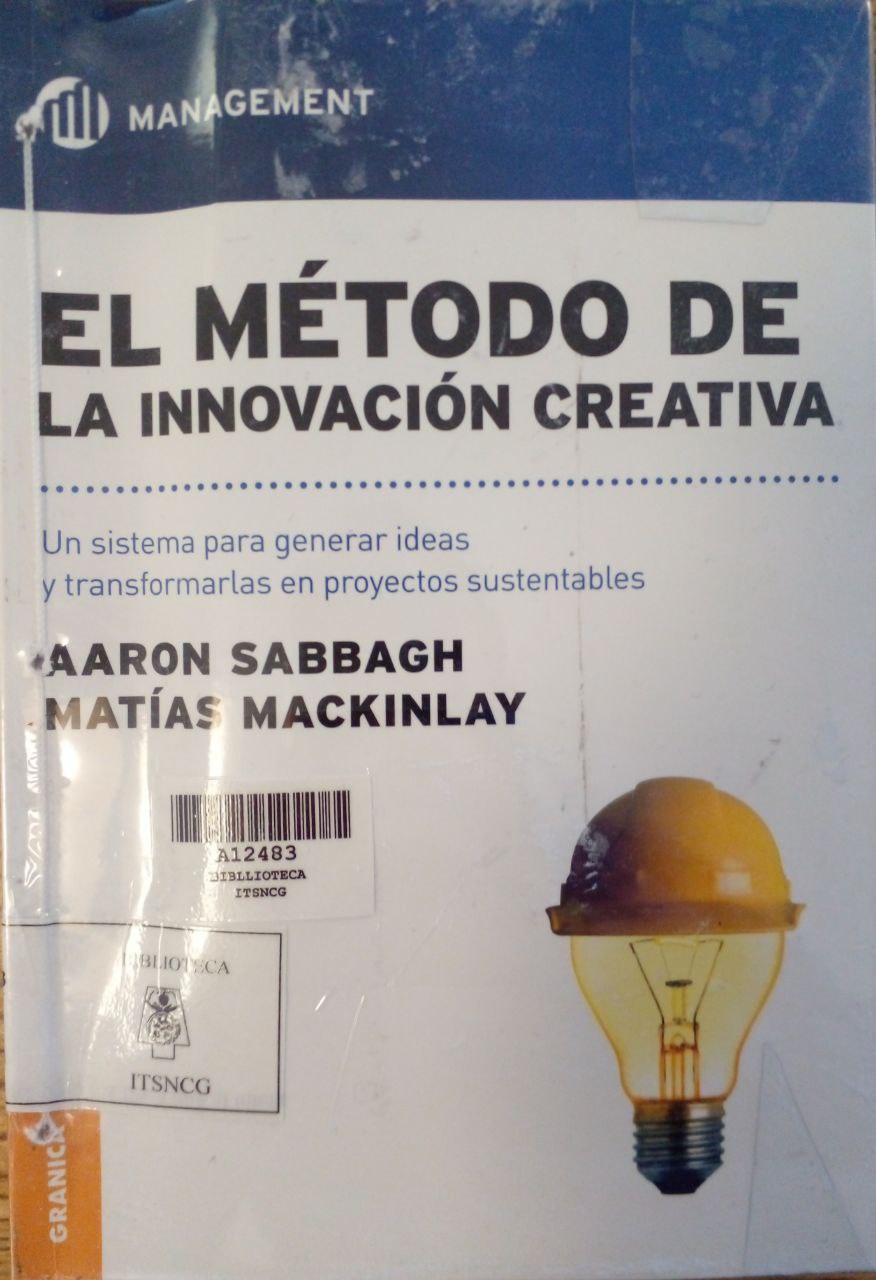 MANAGEMENT
EL MÉTODO DE
LA INNOVACIÓN CREATIVA
Un sistema para generar ideas
y transformarlas en proyectos sustentables
AARON SABBAGH
MATÍAS MACKINLAY
A12483
BIBLLIOTECA
ITSNCG
BIBLIOTECA
ITSNCG
GRANICA